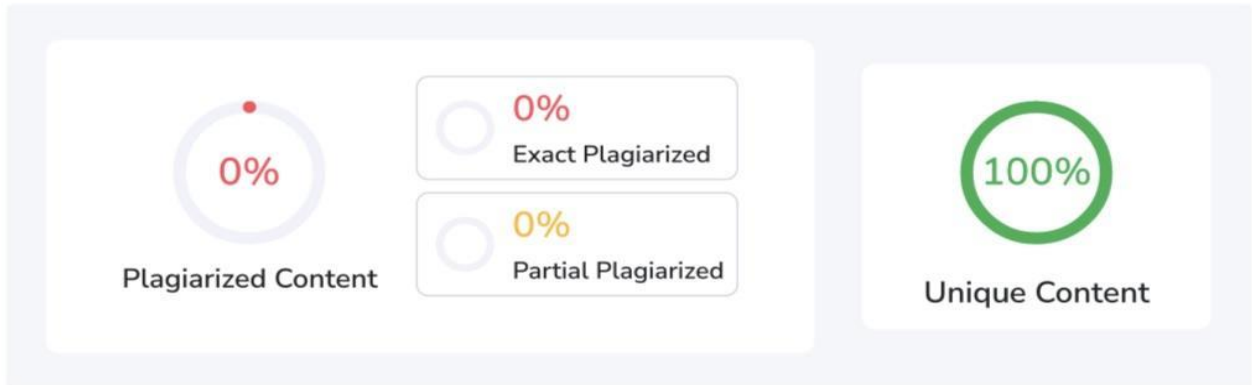 0%
Plagiarized Content
0%
Exact Plagiarized
0%
Partial Plagiarized
100%
Unique Content